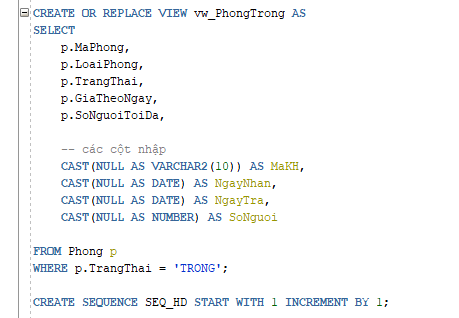 CREATE OR REPLACE VIEW vw_PhongTrong AS
SELECT
    p.MaPhong,
    p.LoaiPhong,
    p.TrangThai,
    p.GiaTheoNgay,
    p.SoNguoiToiDa,

    -- các cột nhập
    CAST(NULL AS VARCHAR2(10)) AS MaKH,
    CAST(NULL AS DATE) AS NgayNhan,
    CAST(NULL AS DATE) AS NgayTra,
    CAST(NULL AS NUMBER) AS SoNguoi

FROM Phong p
WHERE p.TrangThai = 'TRONG';

CREATE SEQUENCE SEQ_HD START WITH 1 INCREMENT BY 1;